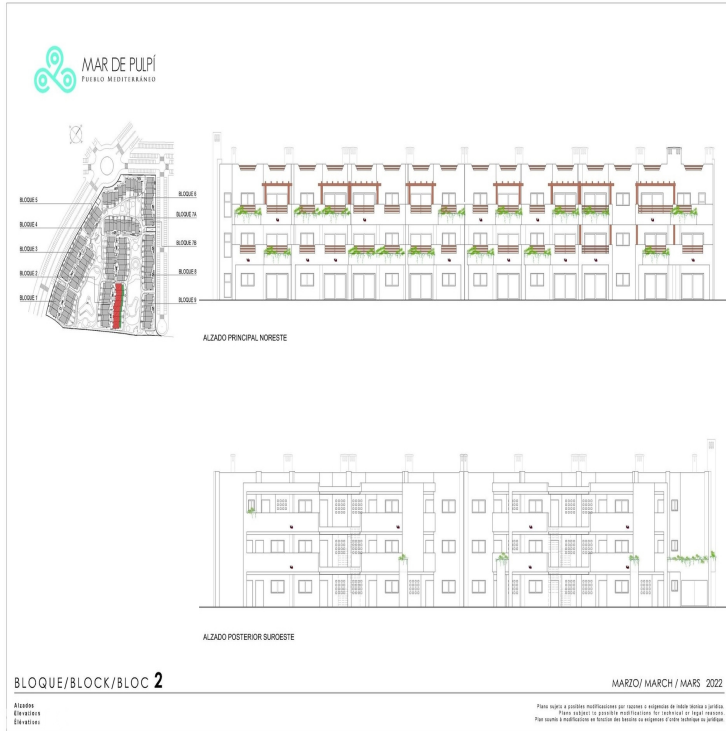 MAR DE PULPÍ
PUEBLO MEDITERRÁNEO
BLOQUE 5
BLOQUE 4
BLOQUE 3
BLOQUE 2
BLOQUE 1
BLOQUE 6
BLOQUE 7A
BLOQUE 7B
BLOQUE 8
BLOQUE 9
ALZADO PRINCIPAL NORESTE
ALZADO POSTERIOR SUROESTE
BLOQUE/BLOCK/BLOC 2
MARZO/ MARCH / MARS 2022
Alzados
Elevations
Élévations
Plano sujeto a posibles modificaciones por razones o exigencias de índole técnica o jurídica.
Plans subject to possible modifications for technical or legal reasons.
Plan soumis à modifications en fonction des besoins ou exigences d'ordre technique ou juridique.